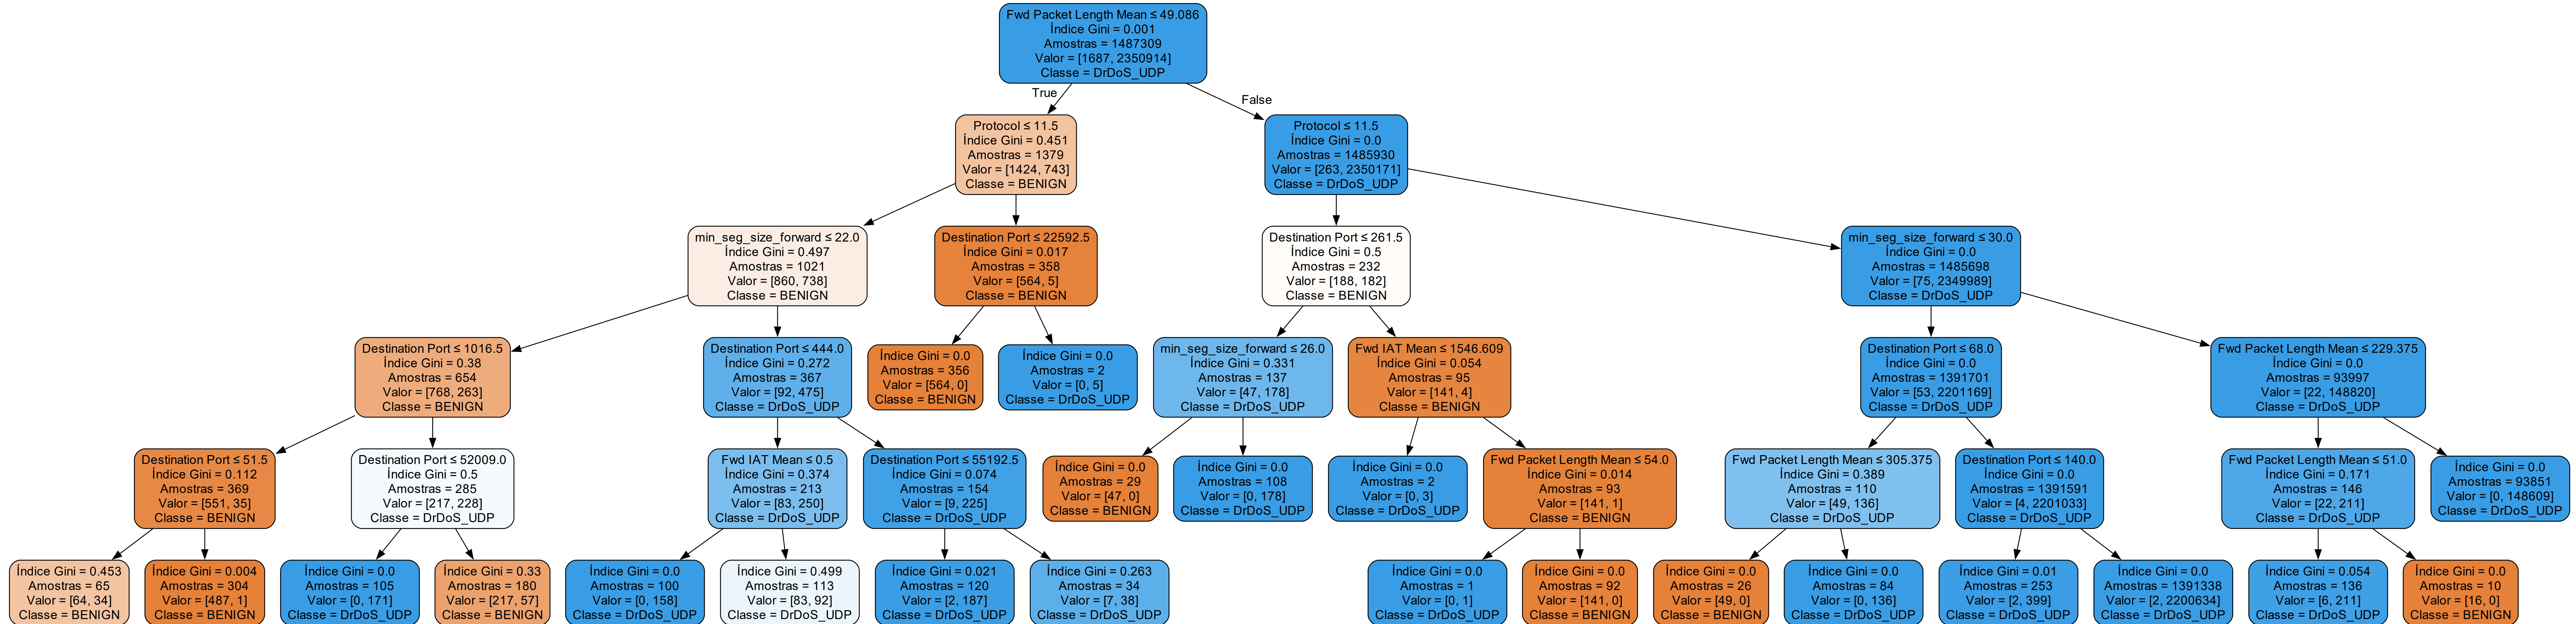 Fwd Packet Length Mean ≤ 49.086
Índice Gini = 0.001
Amostras = 1487309
Valor = [1687, 2350914]
Classe = DrDoS_UDP
True
False
Protocol ≤ 11.5
Índice Gini = 0.451
Amostras = 1379
Valor = [1424, 743]
Classe = BENIGN
Protocol ≤ 11.5
Índice Gini = 0.0
Amostras = 1485930
Valor = [263, 2350171]
Classe = DrDoS_UDP
min_seg_size_forward ≤ 22.0
Índice Gini = 0.497
Amostras = 1021
Valor = [860, 738]
Classe = BENIGN
Destination Port ≤ 22592.5
Índice Gini = 0.017
Amostras = 358
Valor = [564, 5]
Classe = BENIGN
Destination Port ≤ 261.5
Índice Gini = 0.5
Amostras = 232
Valor = [188, 182]
Classe = BENIGN
min_seg_size_forward ≤ 30.0
Índice Gini = 0.0
Amostras = 1485698
Valor = [75, 2349989]
Classe = DrDoS_UDP
Destination Port ≤ 1016.5
Índice Gini = 0.38
Amostras = 654
Valor = [768, 263]
Classe = BENIGN
Destination Port ≤ 444.0
Índice Gini = 0.272
Amostras = 367
Valor = [92, 475]
Classe = DrDoS_UDP
Índice Gini = 0.0
Amostras = 356
Valor = [564, 0]
Classe = BENIGN
Índice Gini = 0.0
Amostras = 2
Valor = [0, 5]
Classe = DrDoS_UDP
min_seg_size_forward ≤ 26.0
Índice Gini = 0.331
Amostras = 137
Valor = [47, 178]
Classe = DrDoS_UDP
Fwd IAT Mean ≤ 1546.609
Índice Gini = 0.054
Amostras = 95
Valor = [141, 4]
Classe = BENIGN
Destination Port ≤ 68.0
Índice Gini = 0.0
Amostras = 1391701
Valor = [53, 2201169]
Classe = DrDoS_UDP
Fwd Packet Length Mean ≤ 229.375
Índice Gini = 0.0
Amostras = 93997
Valor = [22, 148820]
Classe = DrDoS_UDP
Destination Port ≤ 51.5
Índice Gini = 0.112
Amostras = 369
Valor = [551, 35]
Classe = BENIGN
Destination Port ≤ 52009.0
Índice Gini = 0.5
Amostras = 285
Valor = [217, 228]
Classe = DrDoS_UDP
Fwd IAT Mean ≤ 0.5
Índice Gini = 0.374
Amostras = 213
Valor = [83, 250]
Classe = DrDoS_UDP
Destination Port ≤ 55192.5
Índice Gini = 0.074
Amostras = 154
Valor = [9, 225]
Classe = DrDoS_UDP
Índice Gini = 0.0
Amostras = 29
Valor = [47, 0]
Classe = BENIGN
Índice Gini = 0.0
Amostras = 108
Valor = [0, 178]
Classe = DrDoS_UDP
Índice Gini = 0.0
Amostras = 2
Valor = [0, 3]
Classe = DrDoS_UDP
Fwd Packet Length Mean ≤ 54.0
Índice Gini = 0.014
Amostras = 93
Valor = [141, 1]
Classe = BENIGN
Fwd Packet Length Mean ≤ 305.375
Índice Gini = 0.389
Amostras = 110
Valor = [49, 136]
Classe = DrDoS_UDP
Destination Port ≤ 140.0
Índice Gini = 0.0
Amostras = 1391591
Valor = [4, 2201033]
Classe = DrDoS_UDP
Fwd Packet Length Mean ≤ 51.0
Índice Gini = 0.171
Amostras = 146
Valor = [22, 211]
Classe = DrDoS_UDP
Índice Gini = 0.0
Amostras = 93851
Valor = [0, 148609]
Classe = DrDoS_UDP
Índice Gini = 0.453
Amostras = 65
Valor = [64, 34]
Classe = BENIGN
Índice Gini = 0.004
Amostras = 304
Valor = [487, 1]
Classe = BENIGN
Índice Gini = 0.0
Amostras = 105
Valor = [0, 171]
Classe = DrDoS_UDP
Índice Gini = 0.33
Amostras = 180
Valor = [217, 57]
Classe = BENIGN
Índice Gini = 0.0
Amostras = 100
Valor = [0, 158]
Classe = DrDoS_UDP
Índice Gini = 0.499
Amostras = 113
Valor = [83, 92]
Classe = DrDoS_UDP
Índice Gini = 0.021
Amostras = 120
Valor = [2, 187]
Classe = DrDoS_UDP
Índice Gini = 0.263
Amostras = 34
Valor = [7, 38]
Classe = DrDoS_UDP
Índice Gini = 0.0
Amostras = 1
Valor = [0, 1]
Classe = DrDoS_UDP
Índice Gini = 0.0
Amostras = 92
Valor = [141, 0]
Classe = BENIGN
Índice Gini = 0.0
Amostras = 26
Valor = [49, 0]
Classe = BENIGN
Índice Gini = 0.0
Amostras = 84
Valor = [0, 136]
Classe = DrDoS_UDP
Índice Gini = 0.01
Amostras = 253
Valor = [2, 399]
Classe = DrDoS_UDP
Índice Gini = 0.0
Amostras = 1391338
Valor = [2, 2200634]
Classe = DrDoS_UDP
Índice Gini = 0.054
Amostras = 136
Valor = [6, 211]
Classe = DrDoS_UDP
Índice Gini = 0.0
Amostras = 10
Valor = [16, 0]
Classe = BENIGN